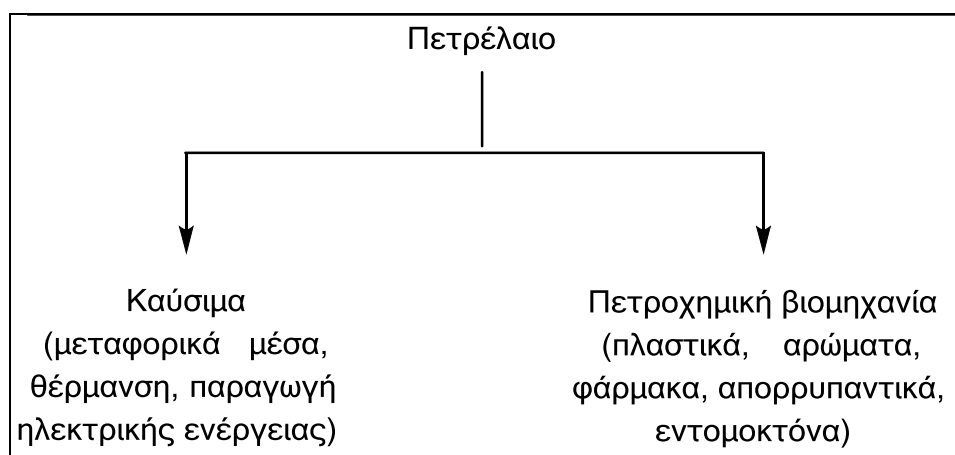 Πετρέλαιο
Καύσιμα
(μεταφορικά μέσα,
θέρμανση, παραγωγή
ηλεκτρικής ενέργειας)
Πετροχημική βιομηχανία
(πλαστικά, αρώματα,
φάρμακα, απορρυπαντικά,
εντομοκτόνα)